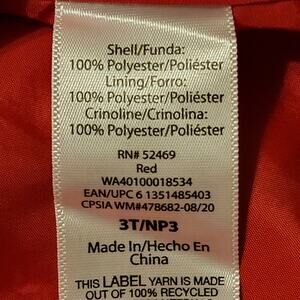 Shell/Funda:
100% Polyester/Poliéster
Lining/Forro:
100% Polyester/Poliéster
Crinoline/Crinolina:
100% Polyester/Poliéster
RN# 52469
Red
WA40100018534
EAN/UPC 6 1351485403
CPSIA WM#478682-08/20
3T/NP3
Made In/Hecho En
China
THIS LABEL YARN IS MADE
OUT OF 100% RECYCLED